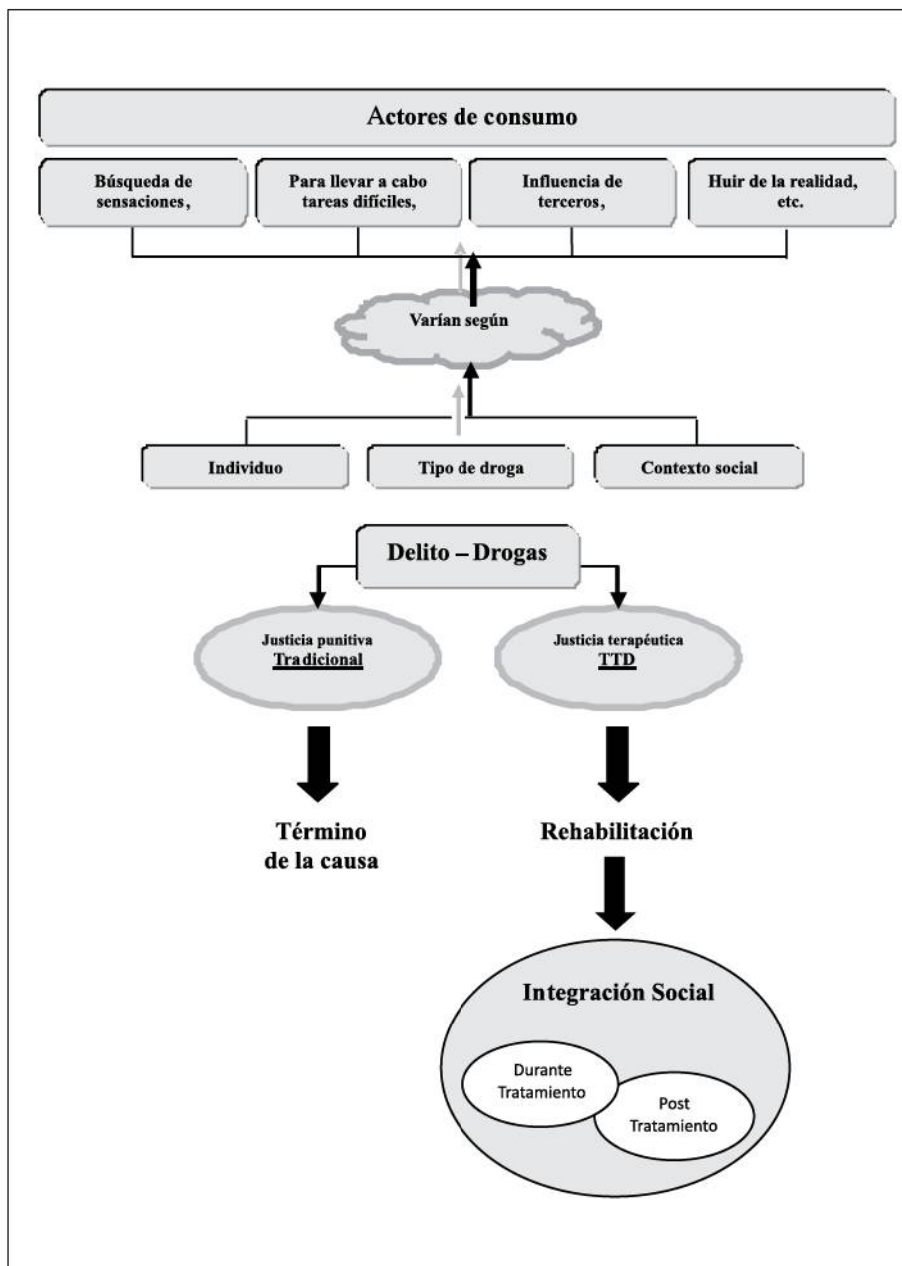 Actores de consumo
Búsqueda de
sensaciones,
Para llevar a cabo
tareas difíciles,
Influencia de
terceros,
Huir de la realidad,
etc.
Varían según
Individuo
Tipo de droga
Contexto social
Delito – Drogas
Justicia punitiva
Tradicional
Justicia terapéutica
TTD
Término
de la causa
Rehabilitación
Integración Social
Durante
Tratamiento
Post
Tratamiento